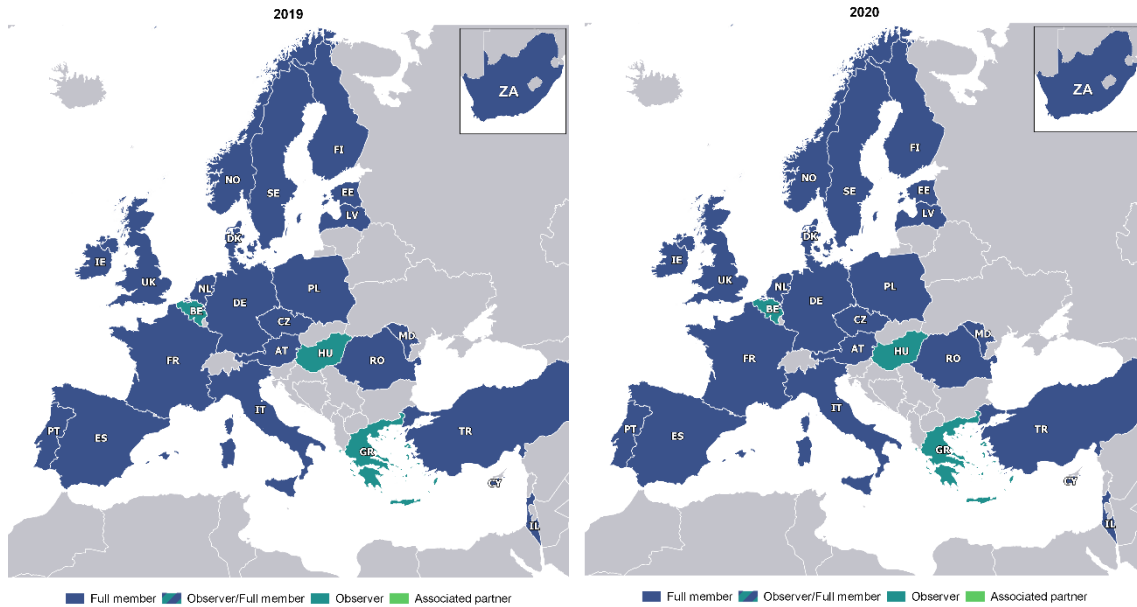 2019
ZA
FI
NO
SE
EE
LV
DK
IE
UK
NL
BE
DE
PL
CZ
FR
AT
HU
RO
MD
IT
PT
ES
GR
TR
CY
IL
Full member Observer/Full member Observer Associated partner
2020
ZA
FI
NO
SE
EE
LV
DK
IE
UK
NL
BE
DE
PL
CZ
FR
AT
HU
RO
MD
IT
PT
ES
GR
TR
CY
IL
Full member Observer/Full member Observer Associated partner